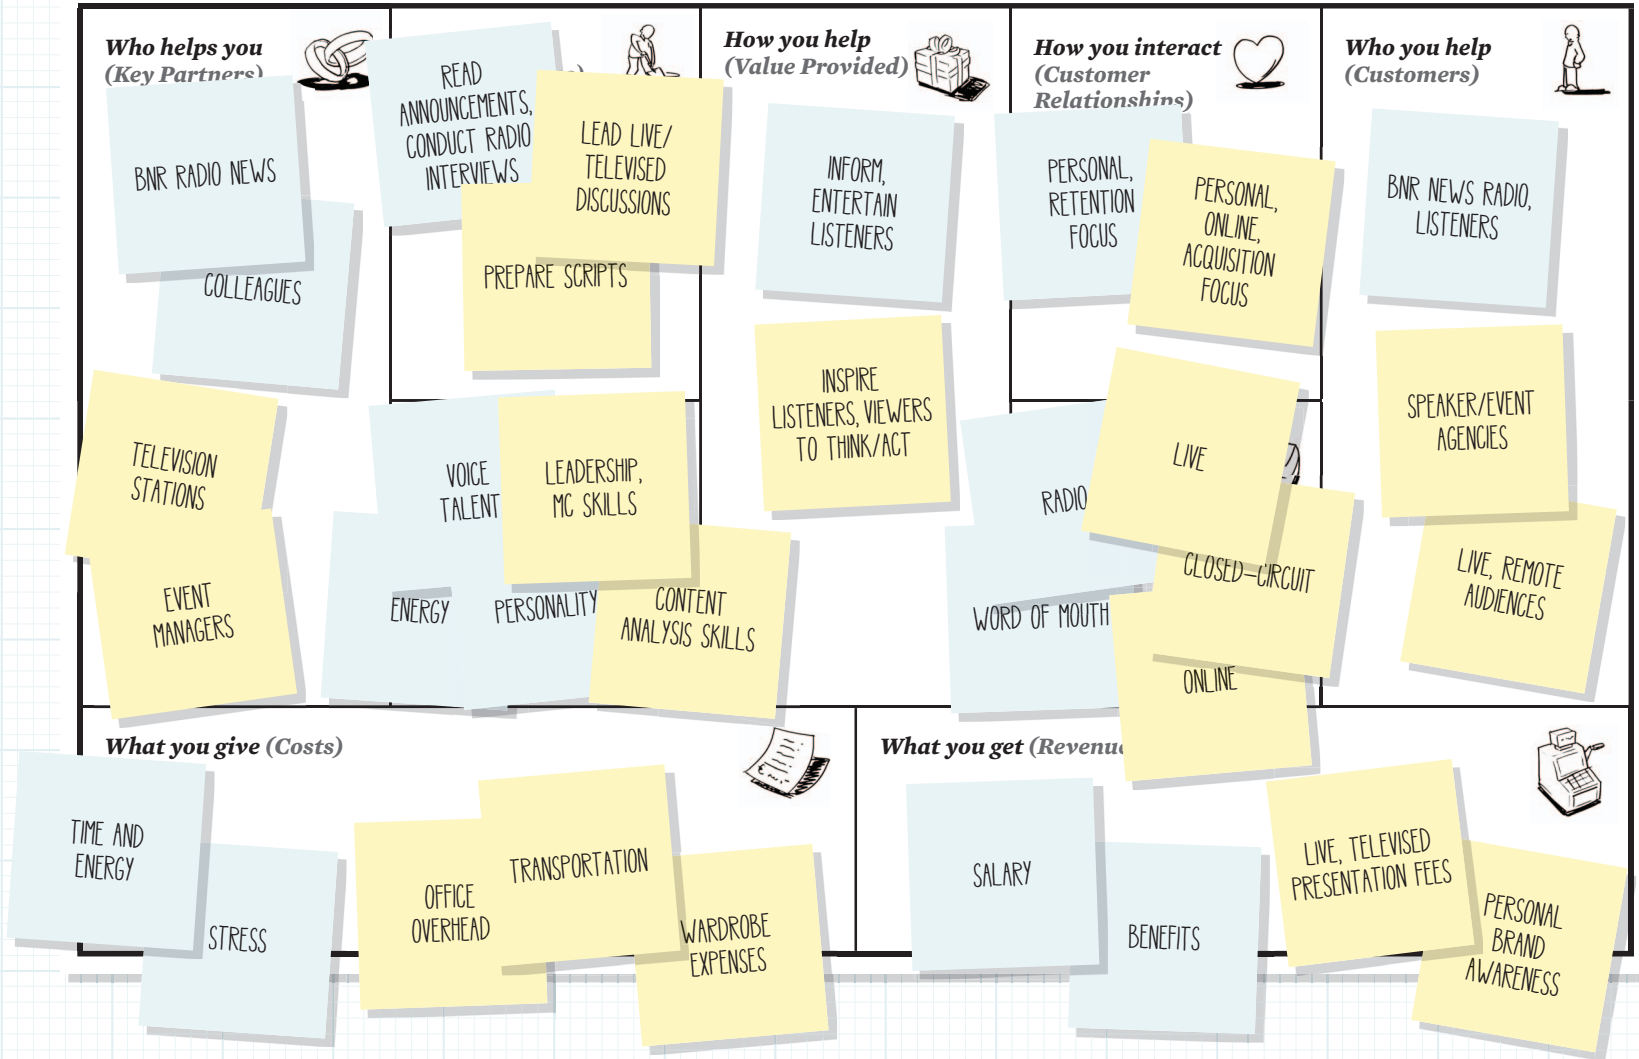 Who helps you
(Key Partners)
BNR RADIO NEWS
COLLEAGUES
TELEVISION
STATIONS
EVENT
MANAGERS
READ
ANNOUNCEMENTS,
CONDUCT RADIO
INTERVIEWS
LEAD LIVE/
TELEVISED
DISCUSSIONS
PREPARE SCRIPTS
VOICE
TALENT
LEADERSHIP,
MC SKILLS
ENERGY
PERSONALITY
CONTENT
ANALYSIS SKILLS
How you help
(Value Provided)
INFORM,
ENTERTAIN
LISTENERS
INSPIRE
LISTENERS, VIEWERS
TO THINK/ACT
How you interact
(Customer
Relationships)
PERSONAL,
RETENTION
FOCUS
PERSONAL,
ONLINE,
ACQUISITION
FOCUS
LIVE
RADIO
CLOSED-CIRCUIT
WORD OF MOUTH
ONLINE
Who you help
(Customers)
BNR NEWS RADIO,
LISTENERS
SPEAKER/EVENT
AGENCIES
LIVE, REMOTE
AUDIENCES
What you give (Costs)
TIME AND
ENERGY
STRESS
OFFICE
OVERHEAD
TRANSPORTATION
WARDROBE
EXPENSES
What you get
SALARY
BENEFITS
LIVE, TELEVISED
PRESENTATION FEES
PERSONAL
BRAND
AWARENESS